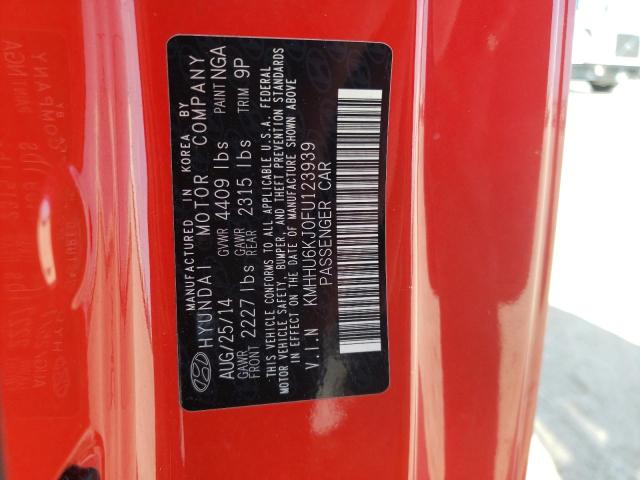 MANUFACTURED IN KOREA BY
HYUNDAI MOTOR COMPANY
AUG/25/14 GVWR 4409 lbs PAINT NGA
GAWR FRONT 2227 lbs GAWR REAR 2315 lbs TRIM 9P
THIS VEHICLE CONFORMS TO ALL APPLICABLE U.S.A. FEDERAL
MOTOR VEHICLE SAFETY, BUMPER, AND THEFT PREVENTION STANDARDS
IN EFFECT ON THE DATE OF MANUFACTURE SHOWN ABOVE
V.I.N KMHHU6KJ0FU123939
PASSENGER CAR